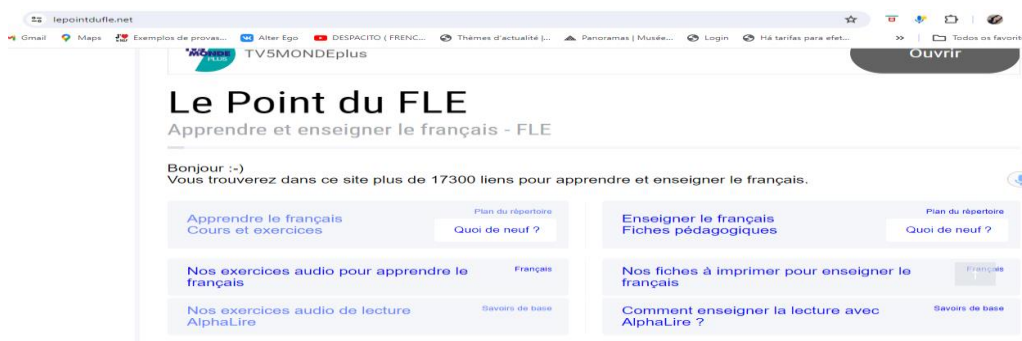 lepointdufle.net
Gmail Maps Exemplos de provas... Alter Ego DESPACITO ( FRENC... Thèmes d'actualité |... Panoramas | Musée... Login Há tarifas para efet... » Todos os favorit
MONDE
PLUS
TV5MONDEplus
Ouvrir
Le Point du FLE
Apprendre et enseigner le français - FLE
Bonjour :-)
Vous trouverez dans ce site plus de 17300 liens pour apprendre et enseigner le français.
Apprendre le français
Cours et exercices
Plan du répertoire
Quoi de neuf ?
Enseigner le français
Fiches pédagogiques
Plan du répertoire
Quoi de neuf ?
Nos exercices audio pour apprendre le
français
Français
Nos fiches à imprimer pour enseigner le
français
Français
Nos exercices audio de lecture
AlphaLire
Savoirs de base
Comment enseigner la lecture avec
AlphaLire ?
Savoirs de base